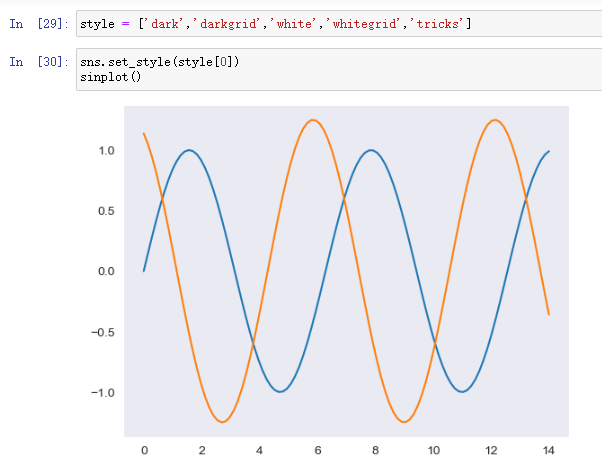 In [29]: style = ['dark','darkgrid','white','whitegrid','tricks']
In [30]: sns.set_style(style[0])
sinplot()
1.0
0.5
0.0
−0.5
−1.0
0 2 4 6 8 10 12 14